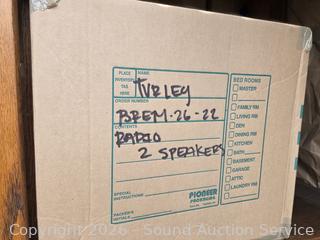 PLACE INVENTORY TAG HERE
NAME:
TURLEY
ORDER NUMBER
BREM-26-22
CONTENTS
RADIO
2 SPEAKERS
SPECIAL INSTRUCTIONS:
PACKER'S INITIALS
PIONEER
PACKAGING
BED ROOMS
MASTER
FAMILY RM
LIVING RM
DEN
DINING RM
KITCHEN
BATH
BASEMENT
GARAGE
ATTIC
LAUNDRY RM
Copyright 2026 - Sound Auction Service